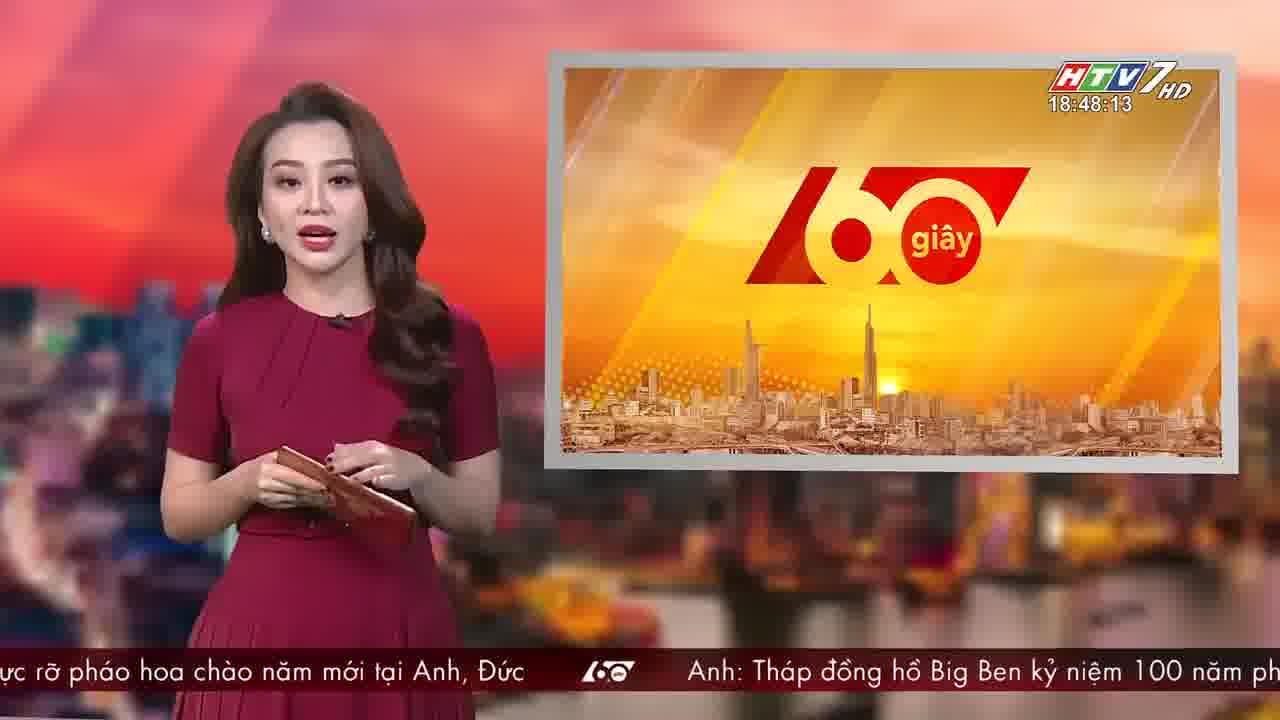 HTV7 HD
18:48:13
60 giây
ực rỡ pháo hoa chào năm mới tại Anh, Đức 60 Anh: Tháp đồng hồ Big Ben kỷ niệm 100 năm ph